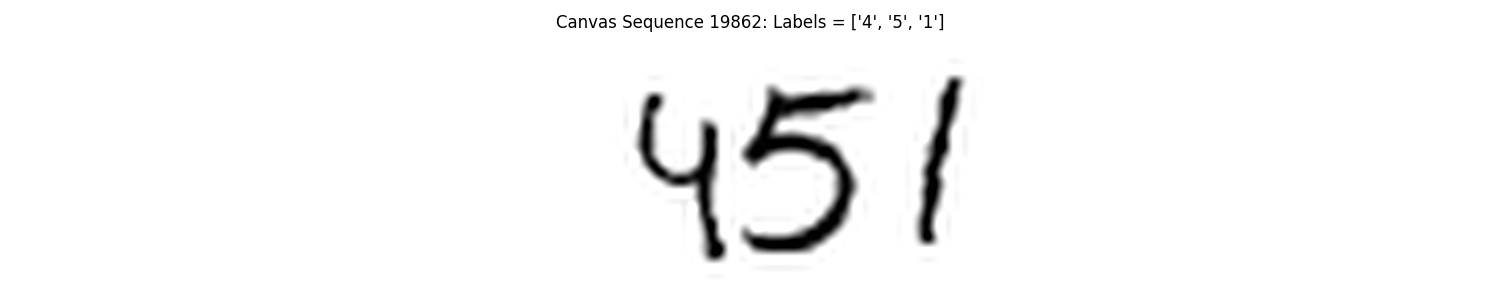 Canvas Sequence 19862: Labels = ['4', '5', '1']
451